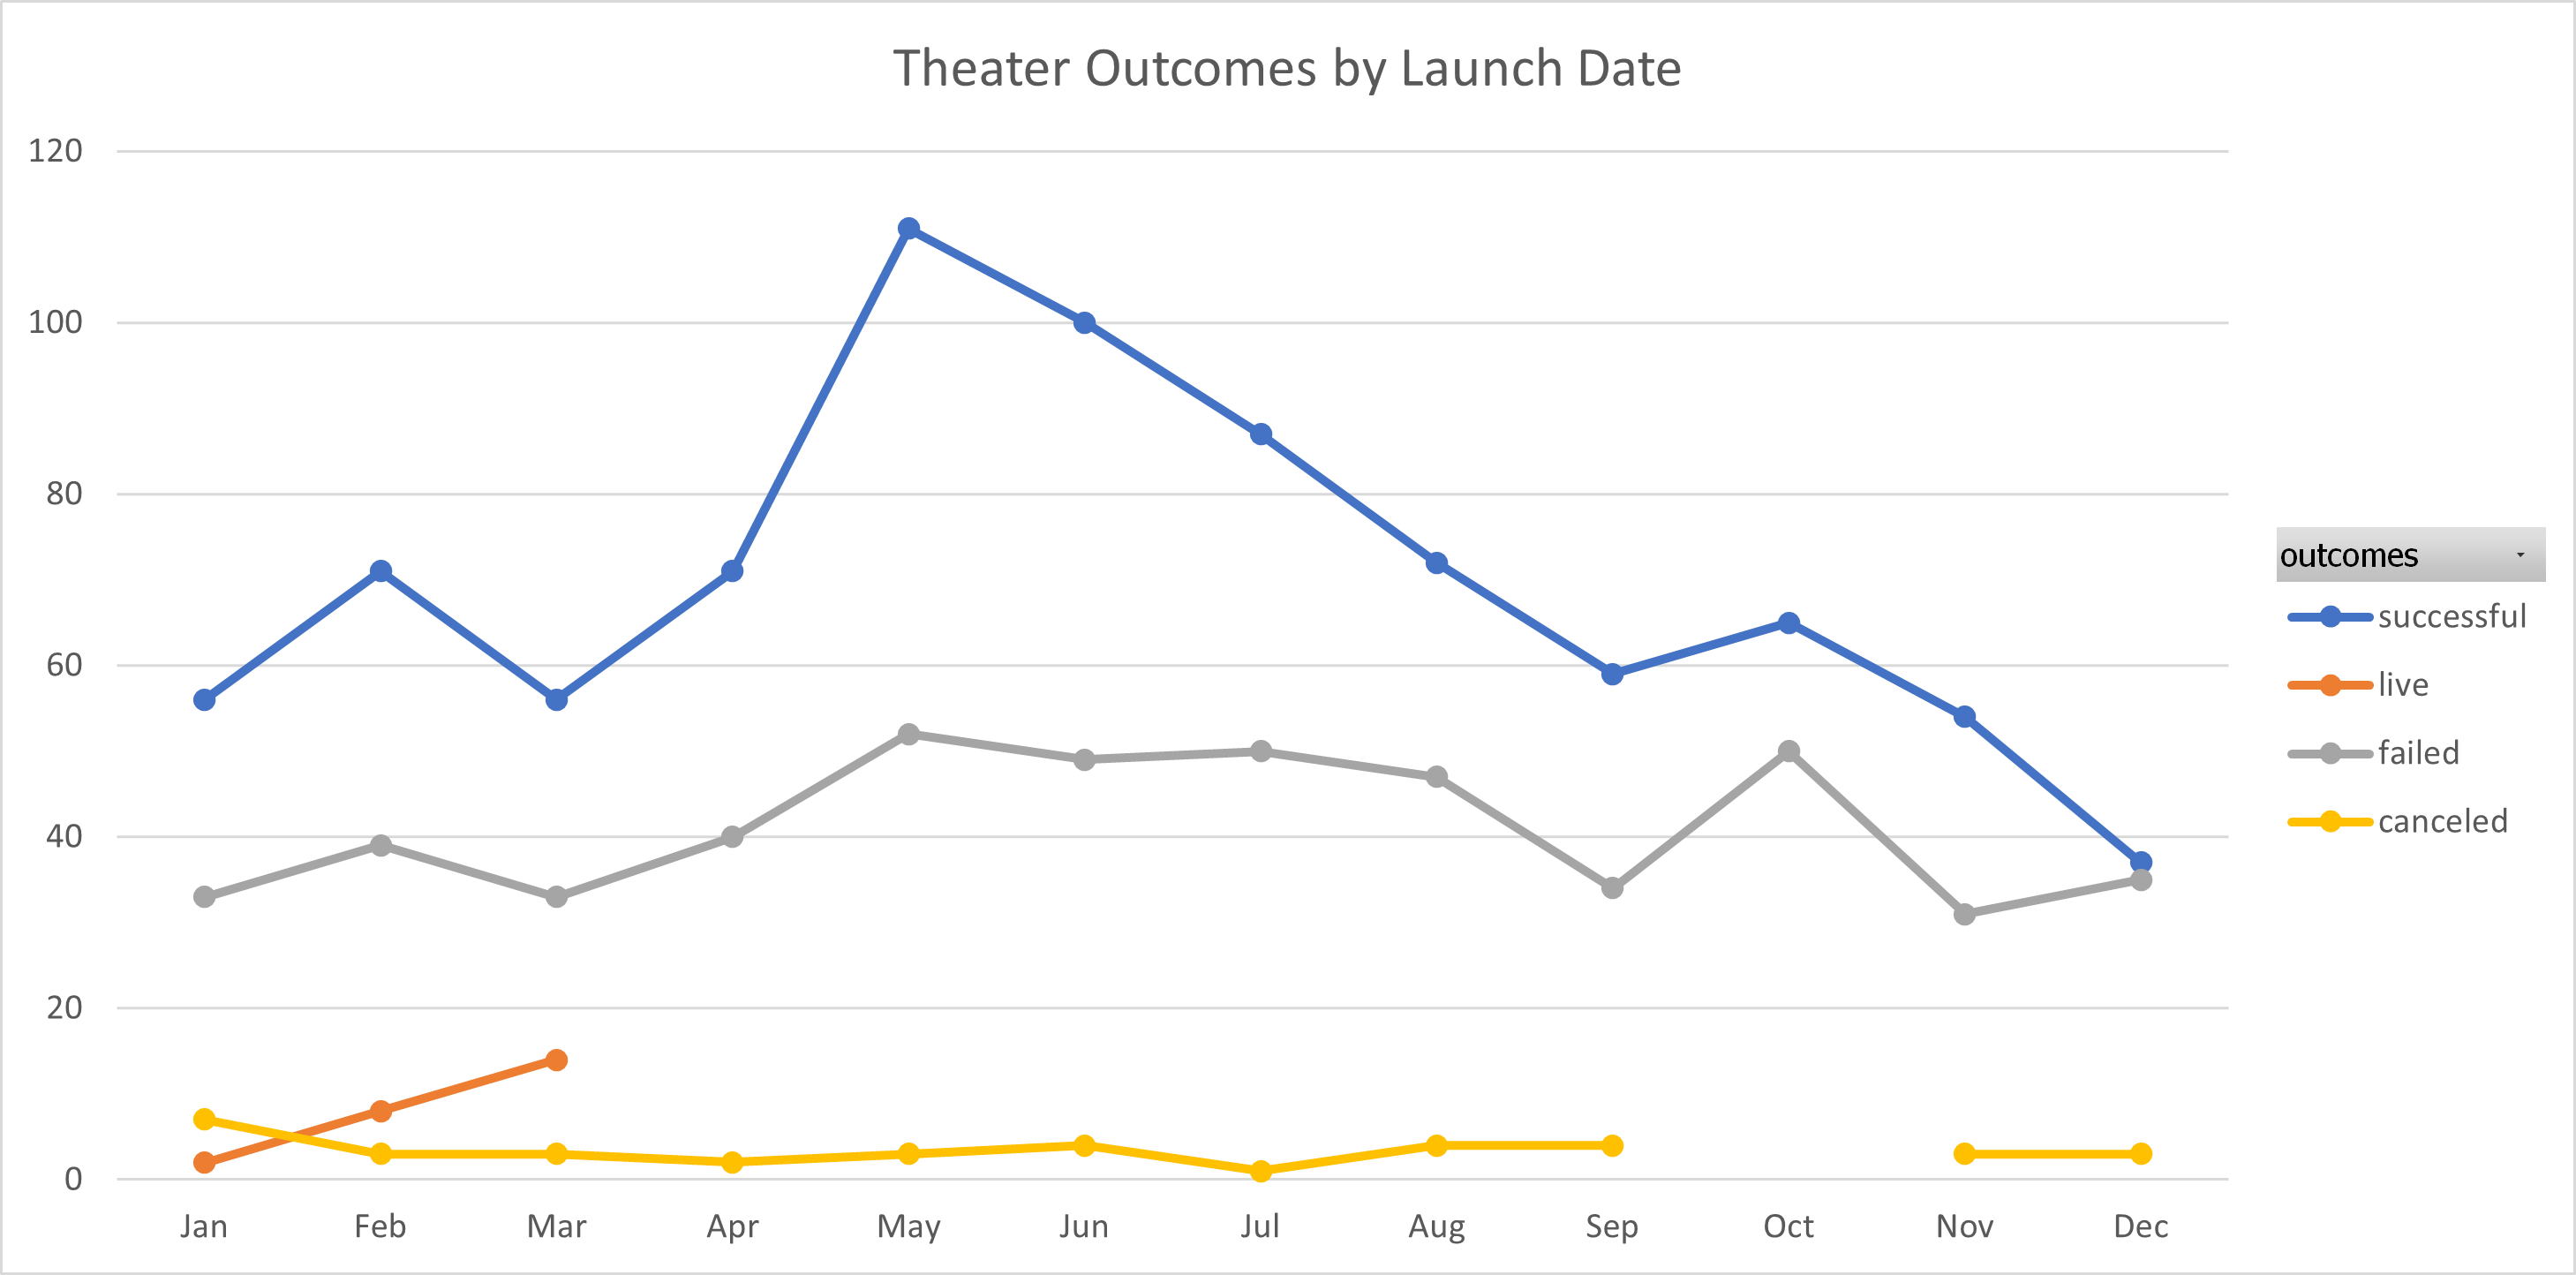 Theater Outcomes by Launch Date
120
100
80
60
40
20
0
Jan Feb Mar Apr May Jun Jul Aug Sep Oct Nov Dec
outcomes
successful
live
failed
canceled